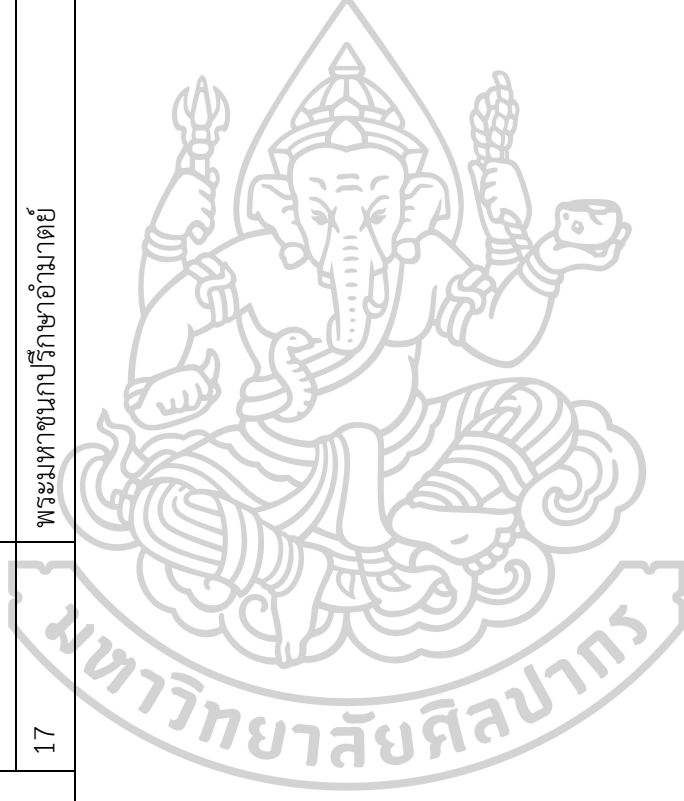 17 พระมหาชนกปรึกษาอำมาตย์
มหาวิทยาลัยศิลปากร